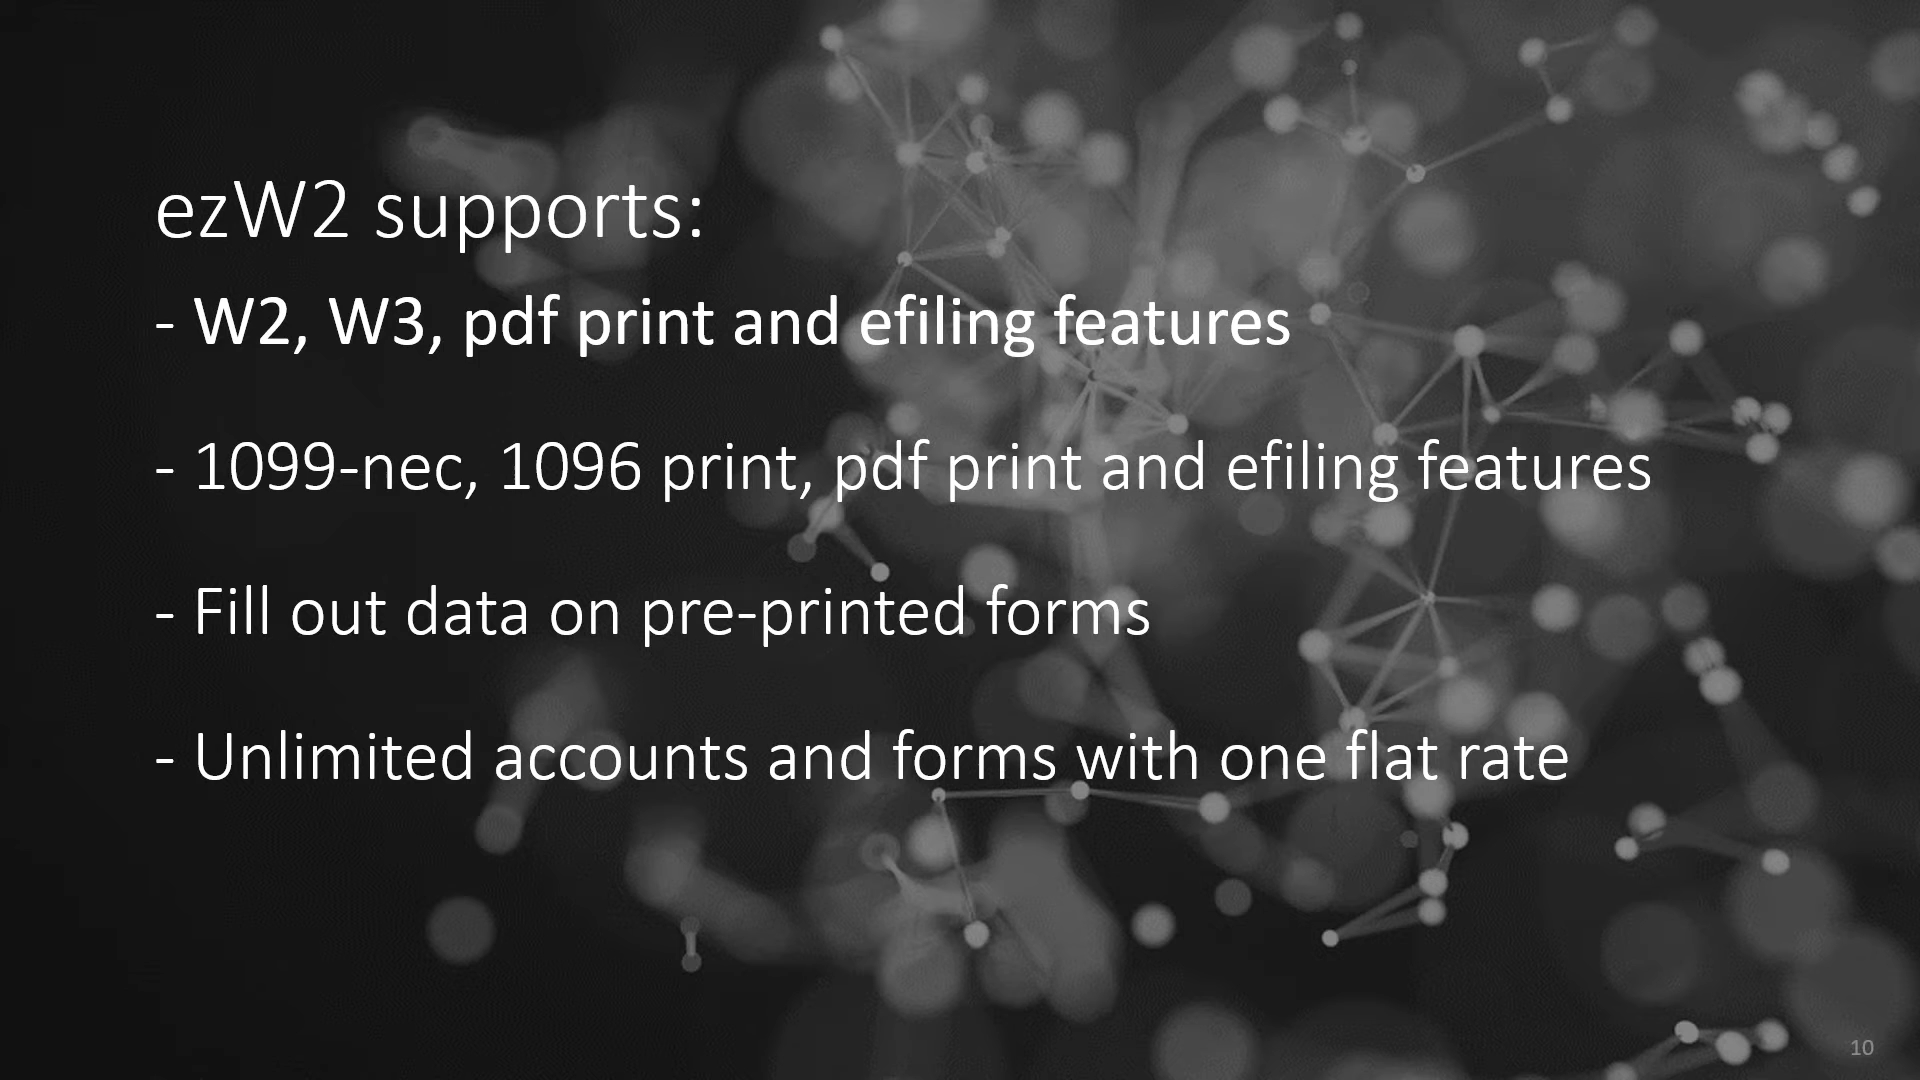 ezW2 supports:
- W2, W3, pdf print and efiling features
- 1099-nec, 1096 print, pdf print and efiling features
- Fill out data on pre-printed forms
- Unlimited accounts and forms with one flat rate
10